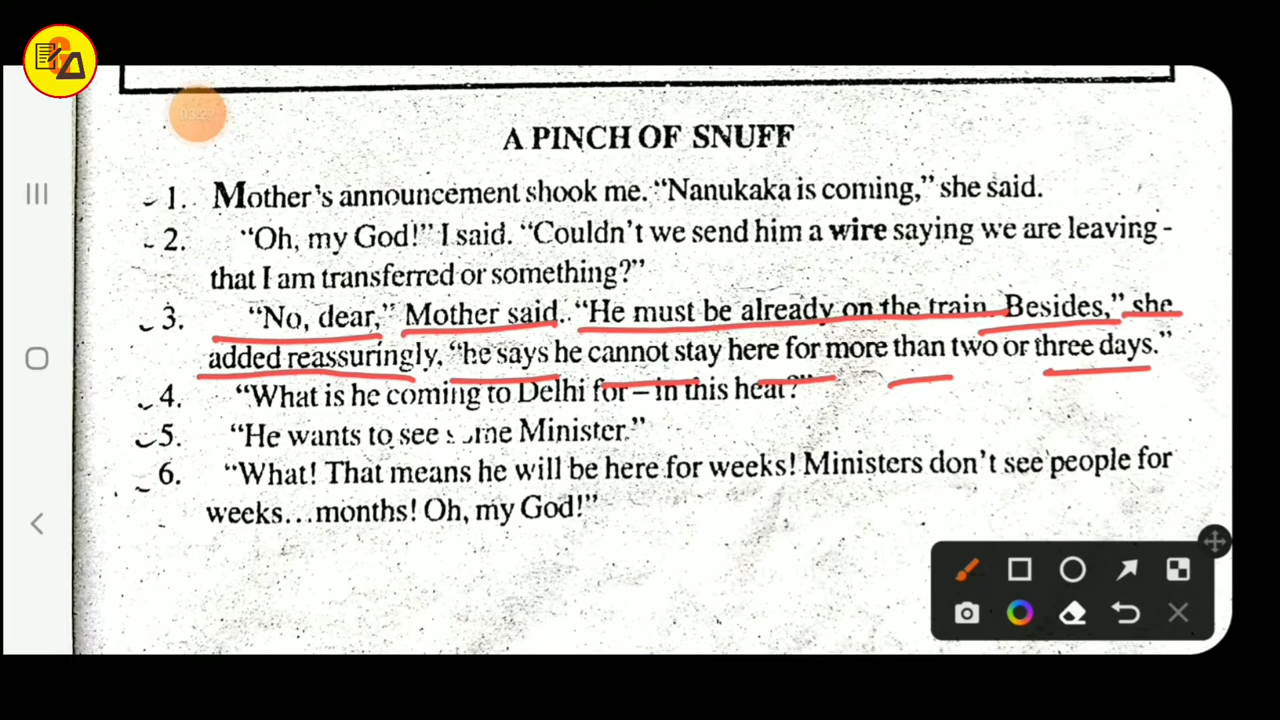 03:27
A PINCH OF SNUFF
1. Mother's announcement shook me. “Nanukaka is coming,” she said.
2. “Oh, my God!” I said. “Couldn't we send him a wire saying we are leaving -
that I am transferred or something?”
3. “No, dear,” Mother said. “He must be already on the train. Besides,” she
added reassuringly, “he says he cannot stay here for more than two or three days.”
4. “What is he coming to Delhi for – in this heat?”
5. “He wants to see Minister.”
6. “What! That means he will be here for weeks! Ministers don't see people for
weeks...months! Oh, my God!”